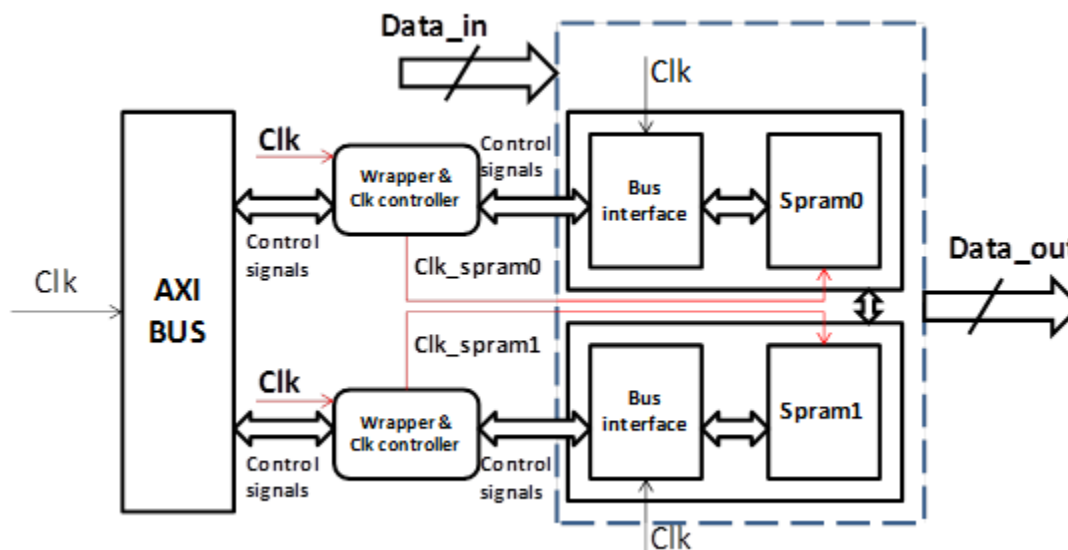 Data_in
Clk
Clk
Control
signals
Wrapper &
Clk controller
Bus
interface
Spram0
Control
signals
Clk_spram0
Data_out
Clk
AXI
BUS
Clk_spram1
Clk
Wrapper &
Clk controller
Bus
interface
Spram1
Control
signals
Control
signals
Clk